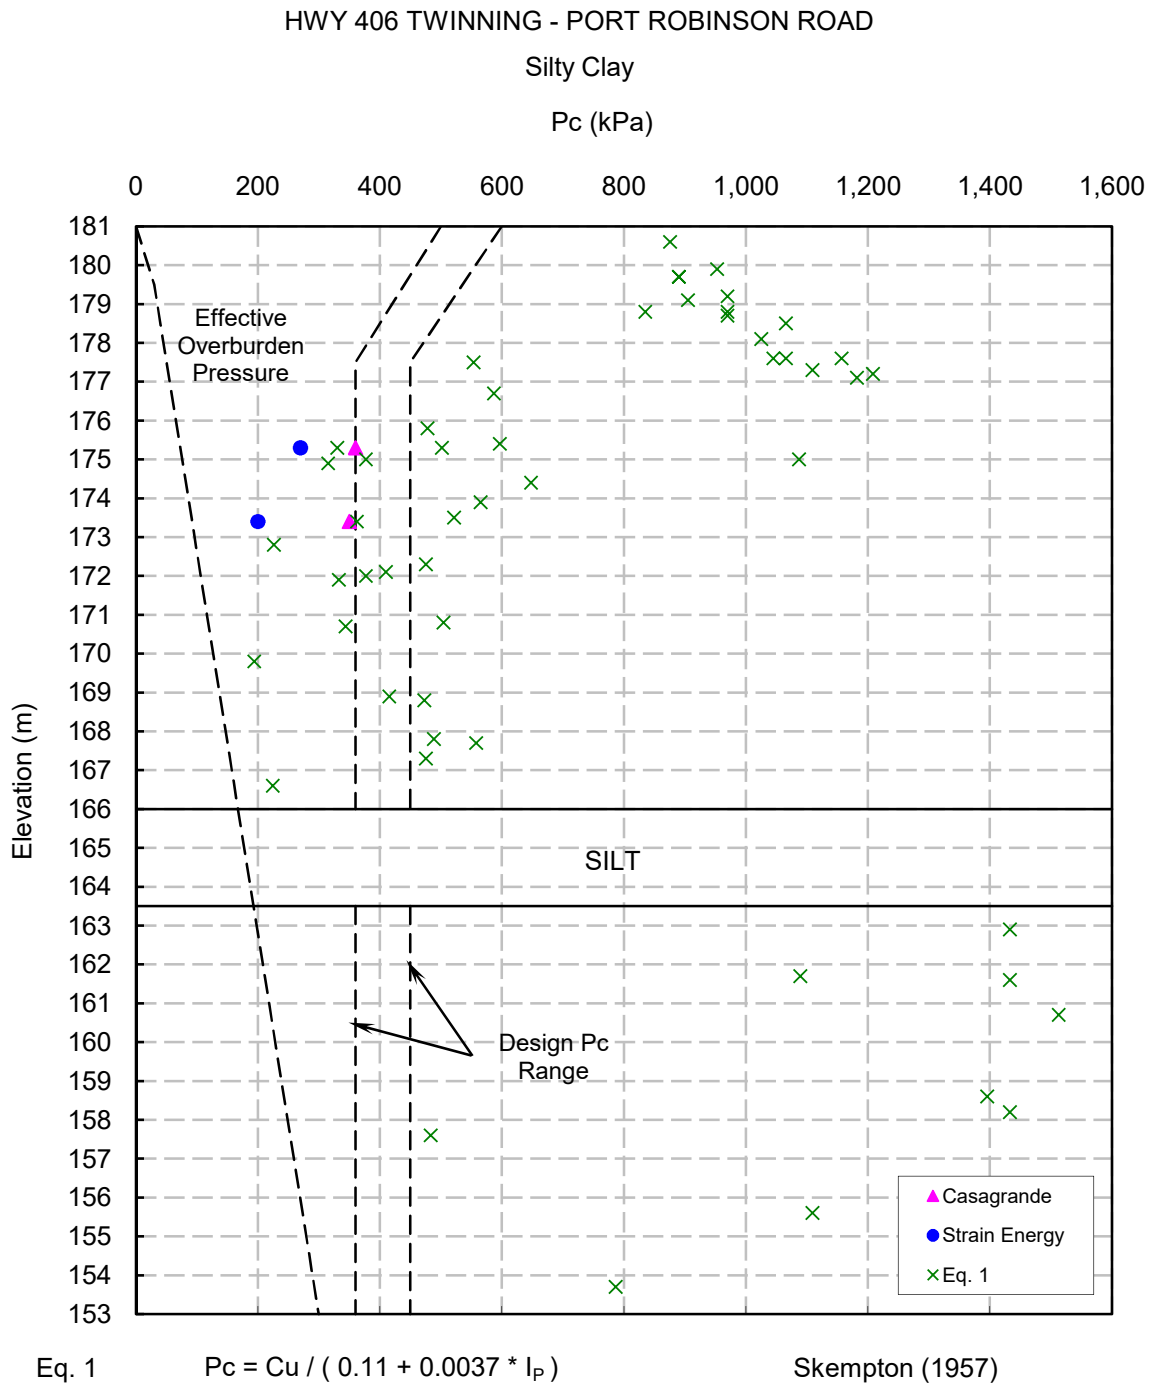 HWY 406 TWINNING - PORT ROBINSON ROAD
Silty Clay
Pc (kPa)
0 200 400 600 800 1,000 1,200 1,400 1,600
181
180
179
178
177
176
175
174
173
172
171
170
169
168
167
166
165
164
163
162
161
160
159
158
157
156
155
154
153
Elevation (m)
Effective
Overburden
Pressure
SILT
Design Pc
Range
Casagrande
Strain Energy
Eq. 1
Eq. 1 Pc = Cu / ( 0.11 + 0.0037 * IP ) Skempton (1957)